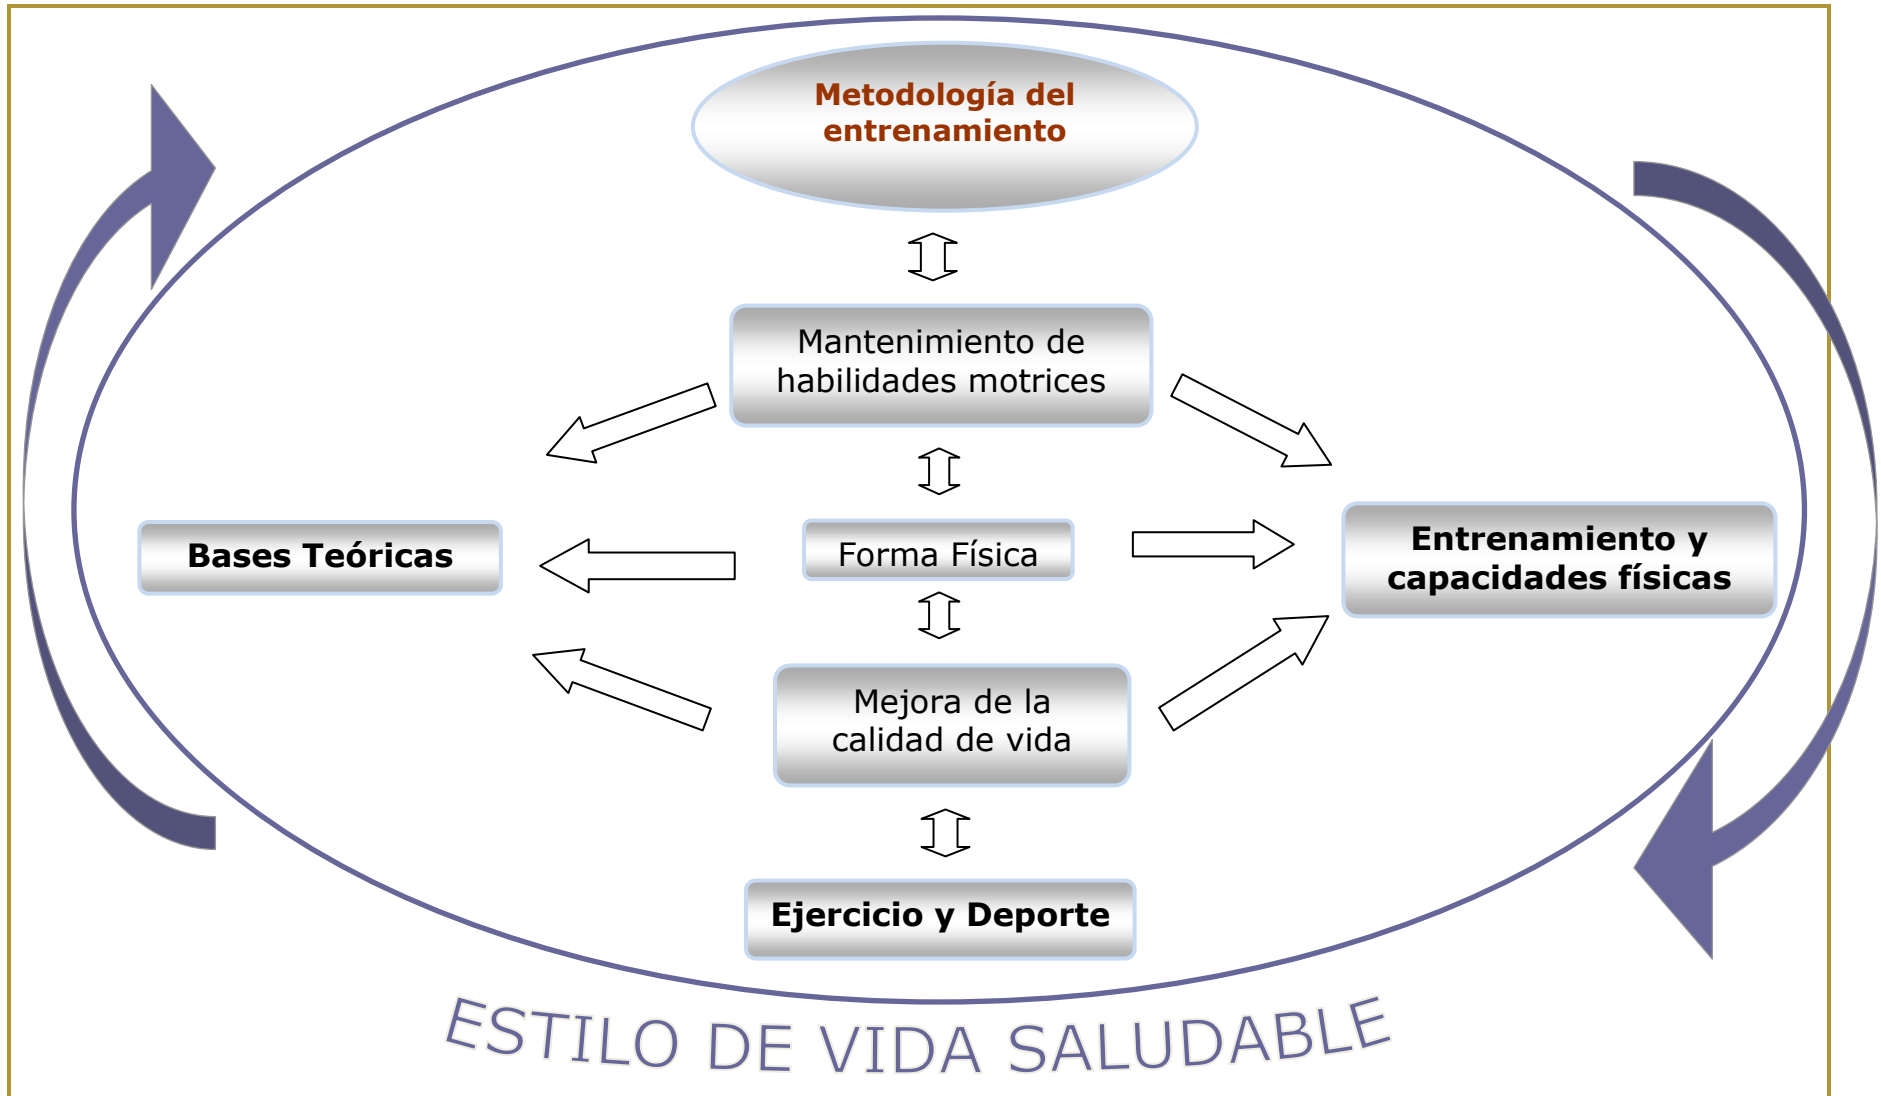 Metodología del
entrenamiento
Mantenimiento de
habilidades motrices
Bases Teóricas
Forma Física
Entrenamiento y
capacidades físicas
Mejora de la
calidad de vida
Ejercicio y Deporte
ESTILO DE VIDA SALUDABLE